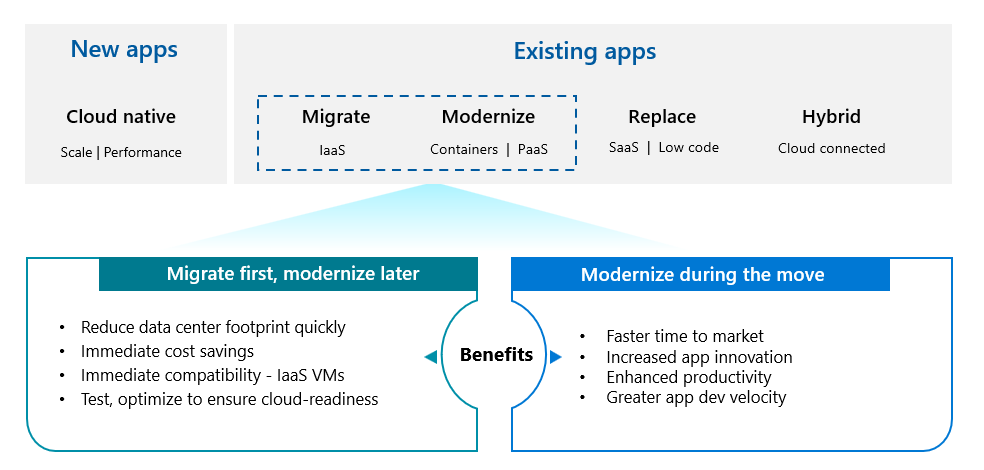 New apps
Existing apps
Cloud native
Scale | Performance
Migrate
IaaS
Modernize
Containers | PaaS
Replace
SaaS | Low code
Hybrid
Cloud connected
Migrate first, modernize later
• Reduce data center footprint quickly
• Immediate cost savings
• Immediate compatibility - IaaS VMs
• Test, optimize to ensure cloud-readiness
Benefits
Modernize during the move
• Faster time to market
• Increased app innovation
• Enhanced productivity
• Greater app dev velocity